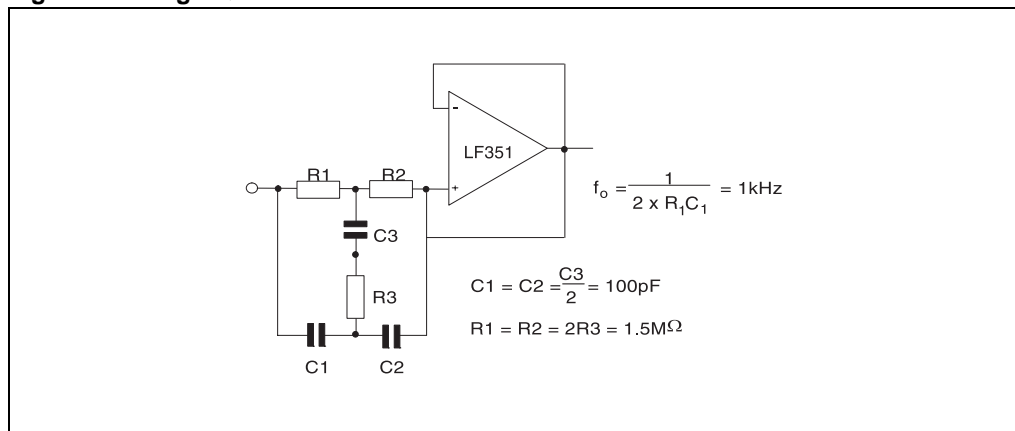 -
LF351
R1
R2
+
C3
R3
C1
C2
f₀ = 1 / 2 x R₁C₁ = 1kHz
C1 = C2 = C3 / 2 = 100pF
R1 = R2 = 2R3 = 1.5MΩ